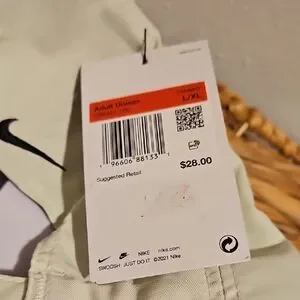 Adult Unisex
L/XL
96606 88133
$28.00
Suggested Retail
NIKE nike.com
SWOOSH JUST DO IT ©2021 Nike